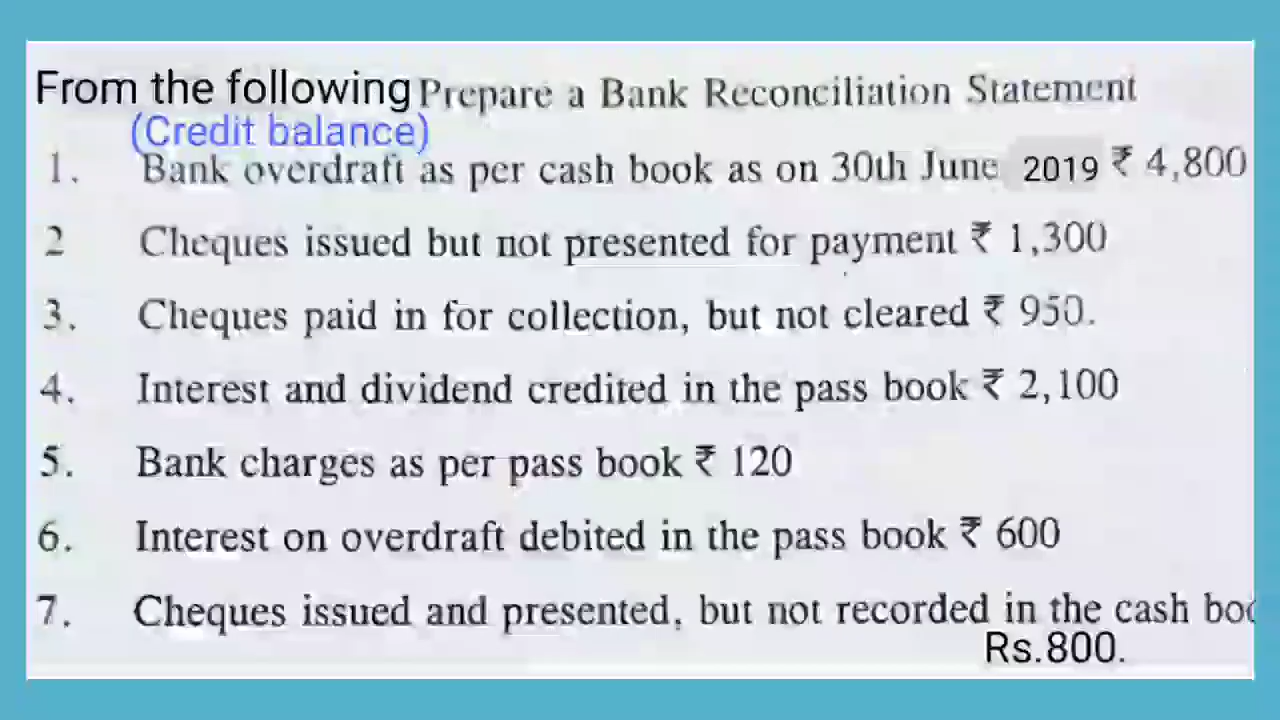 From the following Prepare a Bank Reconciliation Statement
(Credit balance)
1. Bank overdraft as per cash book as on 30th June 2019 ₹ 4,800
2 Cheques issued but not presented for payment ₹ 1,300
3. Cheques paid in for collection, but not cleared ₹ 950.
4. Interest and dividend credited in the pass book ₹ 2,100
5. Bank charges as per pass book ₹ 120
6. Interest on overdraft debited in the pass book ₹ 600
7. Cheques issued and presented, but not recorded in the cash
Rs.800.